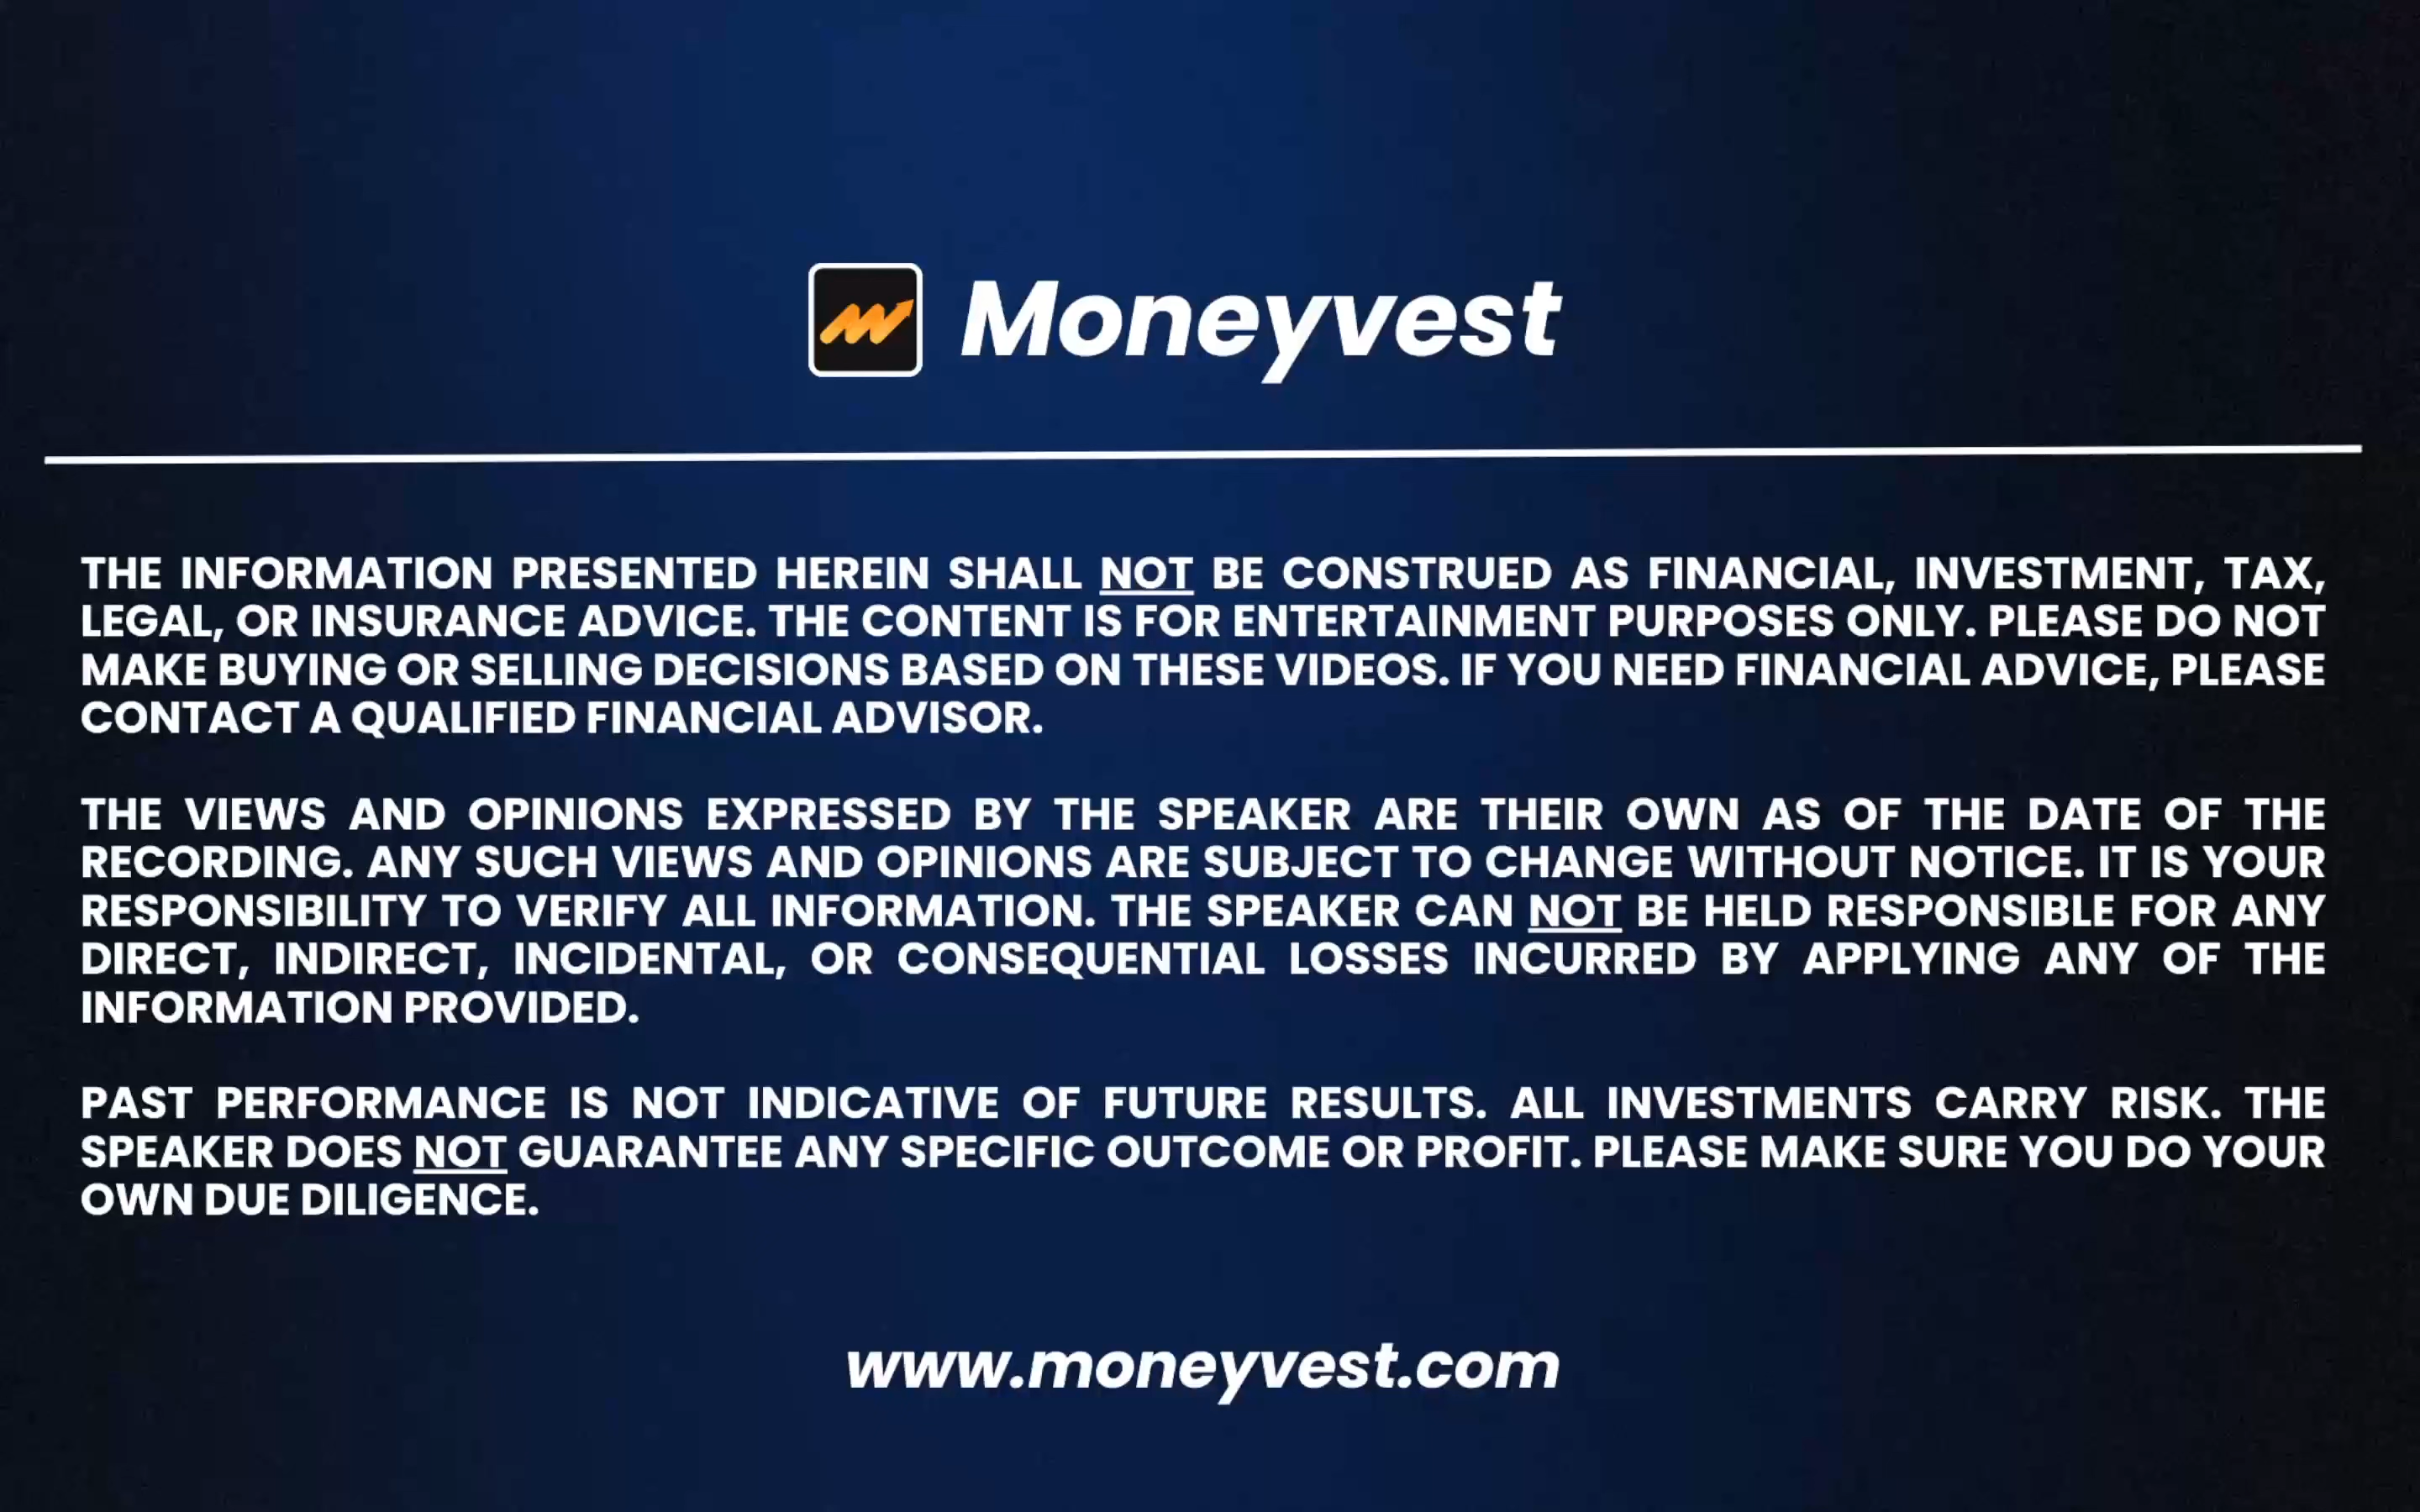 Moneyvest
THE INFORMATION PRESENTED HEREIN SHALL NOT BE CONSTRUED AS FINANCIAL, INVESTMENT, TAX,
LEGAL, OR INSURANCE ADVICE. THE CONTENT IS FOR ENTERTAINMENT PURPOSES ONLY. PLEASE DO NOT
MAKE BUYING OR SELLING DECISIONS BASED ON THESE VIDEOS. IF YOU NEED FINANCIAL ADVICE, PLEASE
CONTACT A QUALIFIED FINANCIAL ADVISOR.
THE VIEWS AND OPINIONS EXPRESSED BY THE SPEAKER ARE THEIR OWN AS OF THE DATE OF THE
RECORDING. ANY SUCH VIEWS AND OPINIONS ARE SUBJECT TO CHANGE WITHOUT NOTICE. IT IS YOUR
RESPONSIBILITY TO VERIFY ALL INFORMATION. THE SPEAKER CAN NOT BE HELD RESPONSIBLE FOR ANY
DIRECT, INDIRECT, INCIDENTAL, OR CONSEQUENTIAL LOSSES INCURRED BY APPLYING ANY OF THE
INFORMATION PROVIDED.
PAST PERFORMANCE IS NOT INDICATIVE OF FUTURE RESULTS. ALL INVESTMENTS CARRY RISK. THE
SPEAKER DOES NOT GUARANTEE ANY SPECIFIC OUTCOME OR PROFIT. PLEASE MAKE SURE YOU DO YOUR
OWN DUE DILIGENCE.
www.moneyvest.com